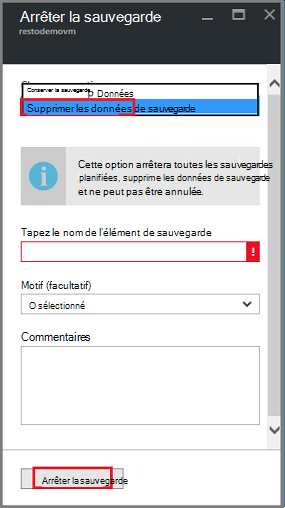 Arrêter la sauvegarde
restodemovm
Conserver la sauvegarde
p Données
Supprimer les données de sauvegarde
Cette option arrêtera toutes les sauvegardes
planifiées, supprime les données de sauvegarde
et ne peut pas être annulée.
Tapez le nom de l'élément de sauvegarde
!
Motif (facultatif)
O sélectionné
Commentaires
Arrêter la sauvegarde